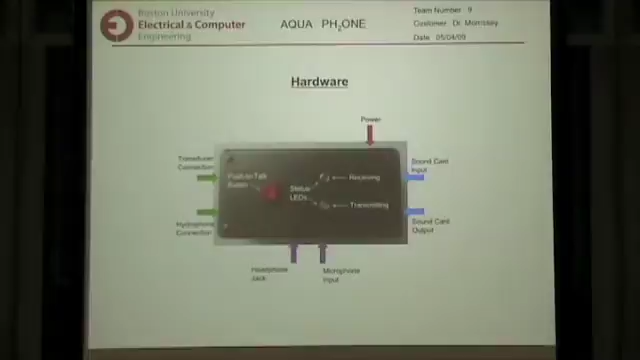 Boston University
Electrical & Computer
Engineering
AQUA PH2ONE
Team Number 9
Customer Dr. Morrissey
Date 05/04/09
Hardware
Power
Transducer
Connection
Push-to-Talk
Button
Status
LEDs
Receiving
Transmitting
Sound Card
Input
Hydrophone
Connection
Sound Card
Output
Headphone
Jack
Microphone
Input